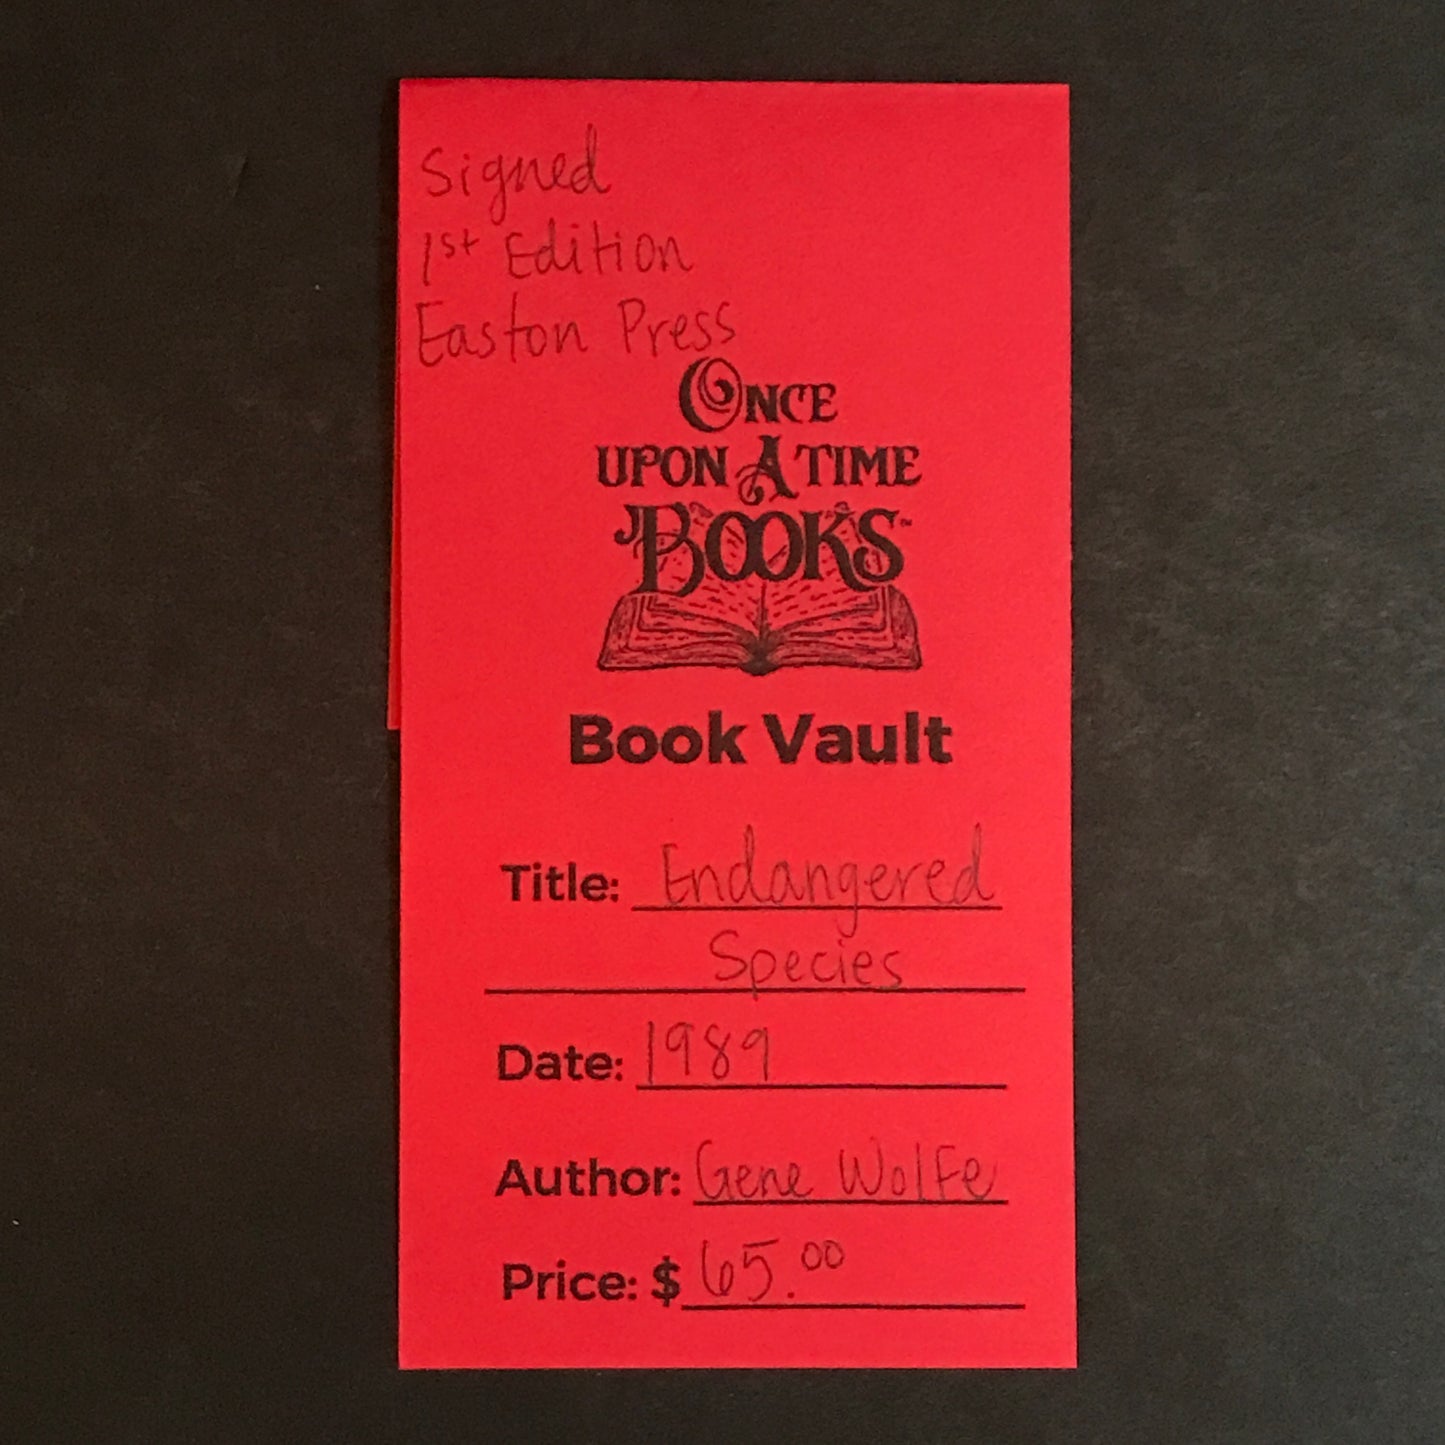 Signed
1st Edition
Easton Press
ONCE
UPON A TIME
BOOKS™
Book Vault
Title: Endangered
Species
Date: 1989
Author: Gene Wolfe
Price: $65.00